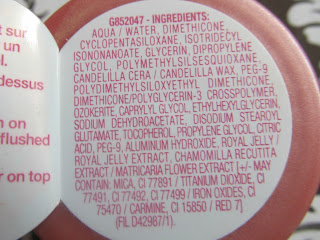 t sur
un
l.
dessus
n on
flushed
r on top
G852047 - INGREDIENTS:
AQUA / WATER, DIMETHICONE,
CYCLOPENTASILOXANE, ISOTRIDECYL
ISONONANOATE, GLYCERIN, DIPROPYLENE
GLYCOL, POLYMETHYLSILSESQUIOXANE,
CANDELILLA CERA / CANDELILLA WAX, PEG-9
POLYDIMETHYLSILOXYETHYL DIMETHICONE,
DIMETHICONE/POLYGLYCERIN-3 CROSSPOLYMER,
OZOKERITE, CAPRYLYL GLYCOL, ETHYLHEXYLGLYCERIN,
SODIUM DEHYDROACETATE, DISODIUM STEAROYL
GLUTAMATE, TOCOPHEROL, PROPYLENE GLYCOL, CITRIC
ACID, PEG-9, ALUMINUM HYDROXIDE, ROYAL JELLY /
ROYAL JELLY EXTRACT, CHAMOMILLA RECUTITA
EXTRACT / MATRICARIA FLOWER EXTRACT [+/- MAY
CONTAIN: MICA, CI 77891 / TITANIUM DIOXIDE, CI
77491, CI 77492, CI 77499 / IRON OXIDES, CI
75470 / CARMINE, CI 15850 / RED 7]
(FIL D42987/1).